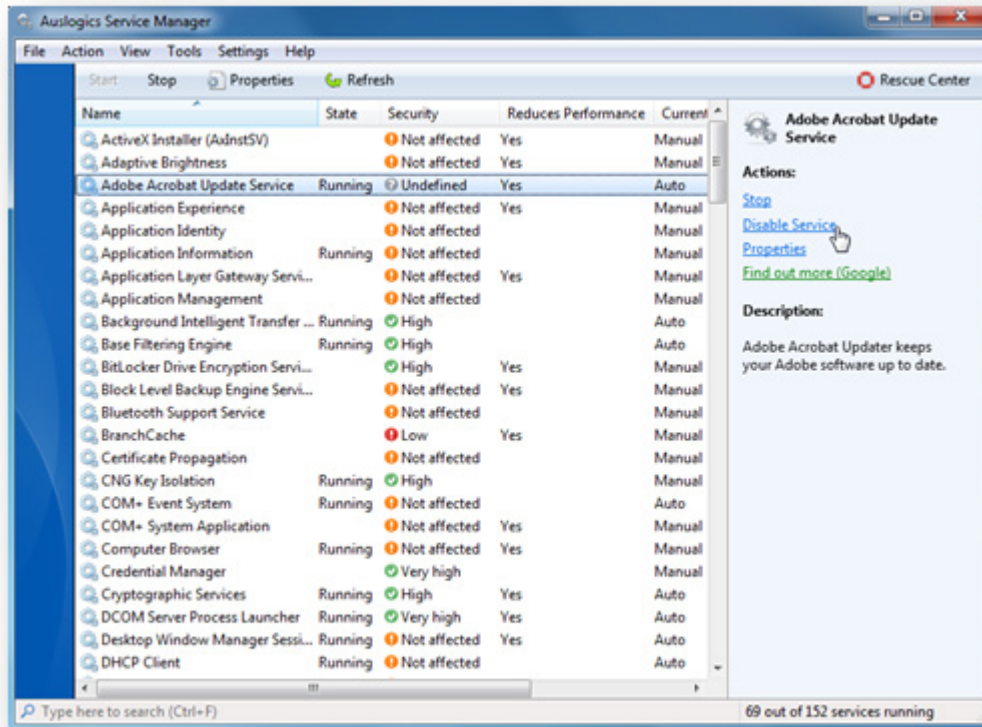 Auslogics Service Manager
File Action View Tools Settings Help
Start Stop Properties Refresh Rescue Center
Name State Security Reduces Performance Current
ActiveX Installer (AxInstSV) Not affected Yes Manual
Adaptive Brightness Not affected Yes Manual
Adobe Acrobat Update Service Running Undefined Yes Auto
Application Experience Not affected Yes Manual
Application Identity Not affected Manual
Application Information Running Not affected Manual
Application Layer Gateway Servi... Not affected Yes Manual
Application Management Not affected Manual
Background Intelligent Transfer ... Running High Auto
Base Filtering Engine Running High Auto
BitLocker Drive Encryption Servi... High Yes Manual
Block Level Backup Engine Servi... Not affected Yes Manual
Bluetooth Support Service Not affected Manual
BranchCache Low Yes Manual
Certificate Propagation Not affected Manual
CNG Key Isolation Running High Manual
COM+ Event System Running Not affected Auto
COM+ System Application Not affected Yes Manual
Computer Browser Running Not affected Yes Manual
Credential Manager Very high Manual
Cryptographic Services Running High Yes Auto
DCOM Server Process Launcher Running Very high Yes Auto
Desktop Window Manager Sessi... Running Not affected Yes Auto
DHCP Client Running Not affected Auto
Adobe Acrobat Update
Service
Actions:
Stop
Disable Service
Properties
Find out more (Google)
Description:
Adobe Acrobat Updater keeps
your Adobe software up to date.
Type here to search (Ctrl+F)
69 out of 152 services running